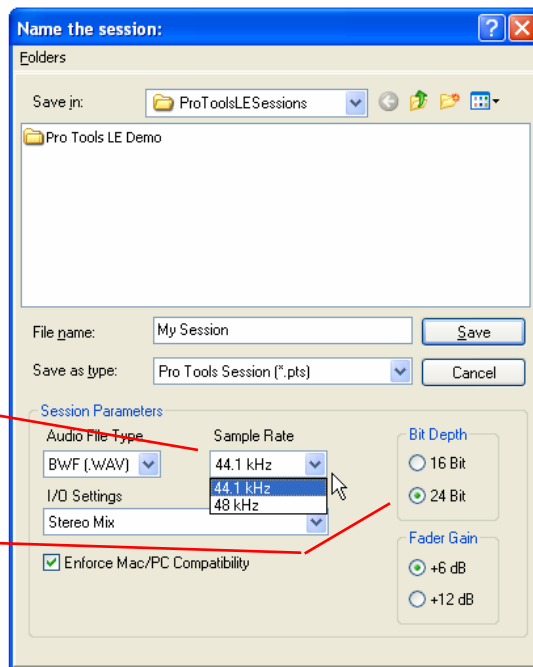 Name the session:
Folders
Save in:
ProToolsLESessions
Pro Tools LE Demo
File name:
My Session
Save
Save as type:
Pro Tools Session (*.pts)
Cancel
Session Parameters
Audio File Type
Sample Rate
Bit Depth
BWF (.WAV)
44.1 kHz
16 Bit
44.1 kHz
I/O Settings
24 Bit
48 kHz
Stereo Mix
Fader Gain
Enforce Mac/PC Compatibility
+6 dB
+12 dB